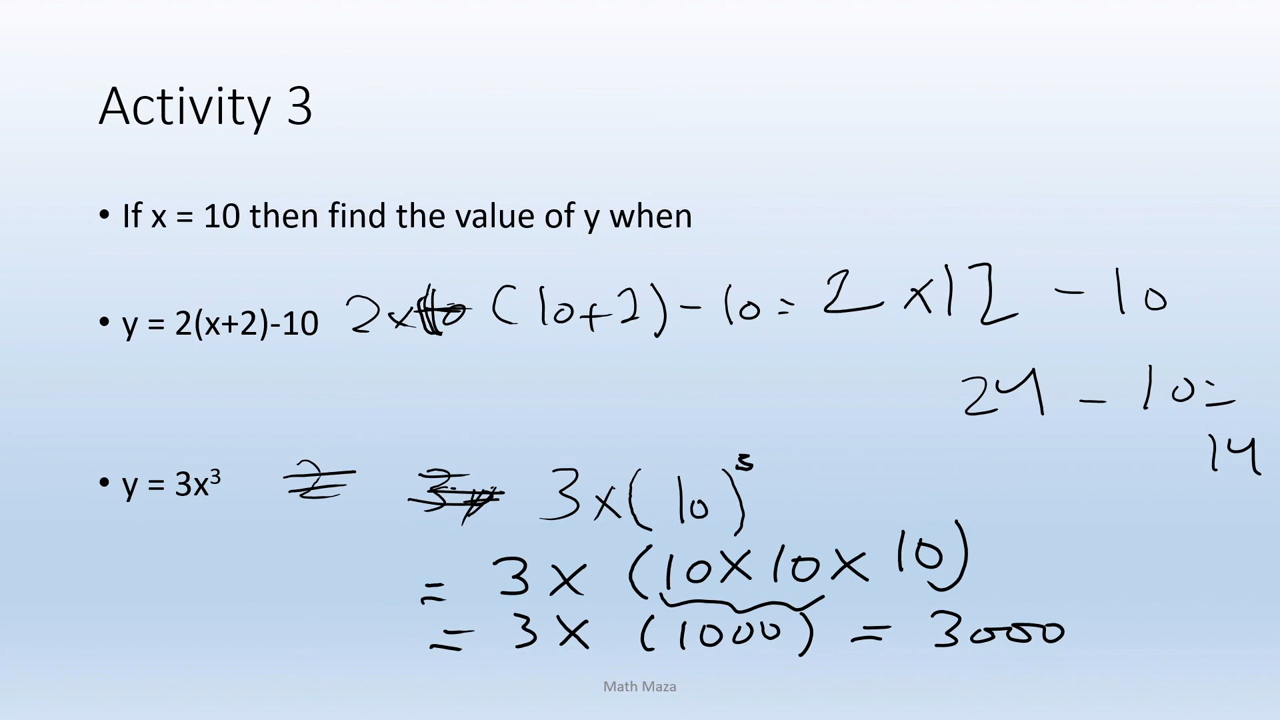 Activity 3
• If x = 10 then find the value of y when
• y = 2(x+2)-10 2x (10+2) - 10 = 2 x 12 - 10
24 - 10 =
14
• y = 3x³ 3 x (10)³
= 3 x (10 x 10 x 10)
= 3 x (1000) = 3000
Math Maza